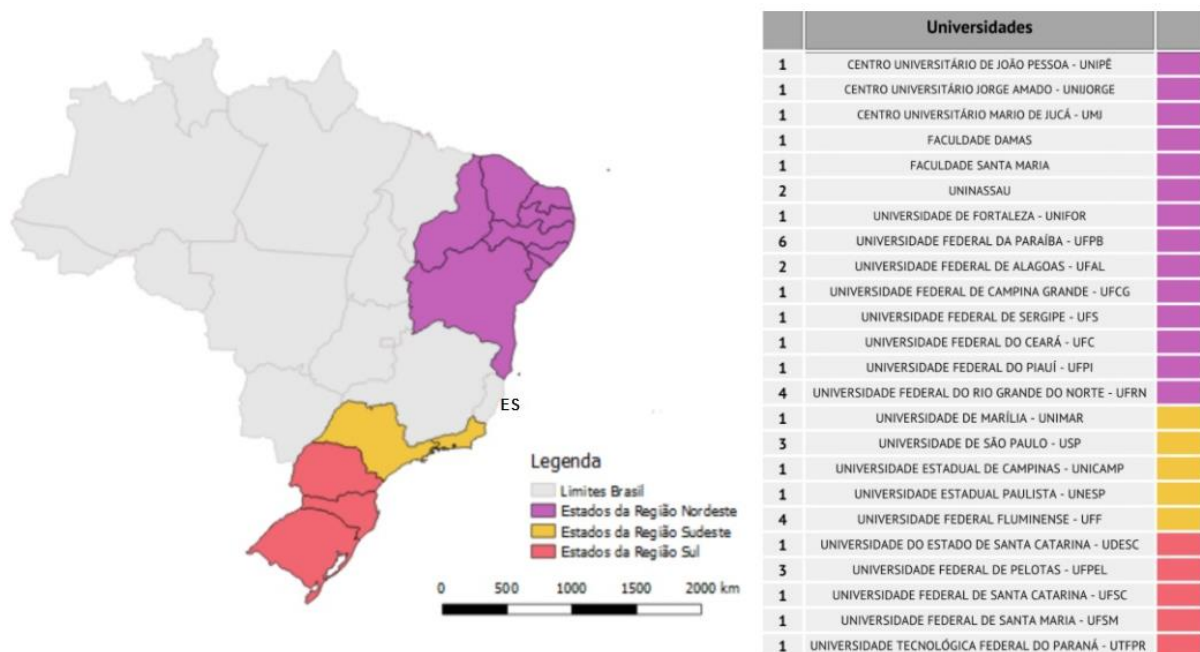 ES
Legenda
Limites Brasil
Estados da Região Nordeste
Estados da Região Sudeste
Estados da Região Sul
0 500 1000 1500 2000 km
Universidades
1 CENTRO UNIVERSITÁRIO DE JOÃO PESSOA - UNIPÊ
1 CENTRO UNIVERSITÁRIO JORGE AMADO - UNIJORGE
1 CENTRO UNIVERSITÁRIO MARIO DE JUCÁ - UMJ
1 FACULDADE DAMAS
1 FACULDADE SANTA MARIA
2 UNINASSAU
1 UNIVERSIDADE DE FORTALEZA - UNIFOR
6 UNIVERSIDADE FEDERAL DA PARAÍBA - UFPB
2 UNIVERSIDADE FEDERAL DE ALAGOAS - UFAL
1 UNIVERSIDADE FEDERAL DE CAMPINA GRANDE - UFCG
1 UNIVERSIDADE FEDERAL DE SERGIPE - UFS
1 UNIVERSIDADE FEDERAL DO CEARÁ - UFC
1 UNIVERSIDADE FEDERAL DO PIAUÍ - UFPI
4 UNIVERSIDADE FEDERAL DO RIO GRANDE DO NORTE - UFRN
1 UNIVERSIDADE DE MARÍLIA - UNIMAR
3 UNIVERSIDADE DE SÃO PAULO - USP
1 UNIVERSIDADE ESTADUAL DE CAMPINAS - UNICAMP
1 UNIVERSIDADE ESTADUAL PAULISTA - UNESP
4 UNIVERSIDADE FEDERAL FLUMINENSE - UFF
1 UNIVERSIDADE DO ESTADO DE SANTA CATARINA - UDESC
3 UNIVERSIDADE FEDERAL DE PELOTAS - UFPEL
1 UNIVERSIDADE FEDERAL DE SANTA CATARINA - UFSC
1 UNIVERSIDADE FEDERAL DE SANTA MARIA - UFSM
1 UNIVERSIDADE TECNOLÓGICA FEDERAL DO PARANÁ - UTFPR